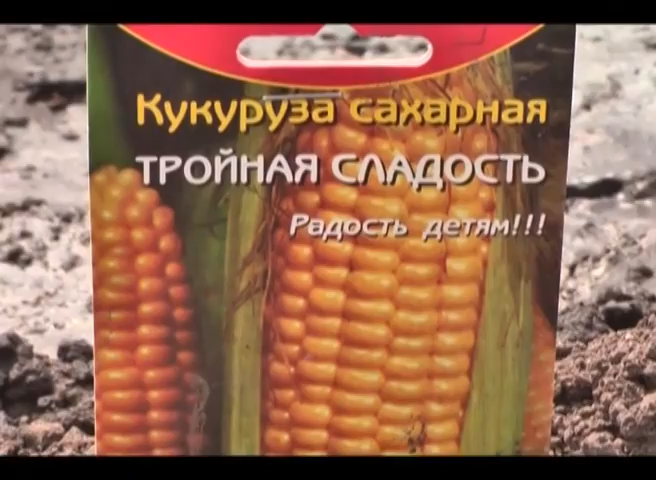 Кукуруза сахарная
ТРОЙНАЯ СЛАДОСТЬ
Радость детям!!!